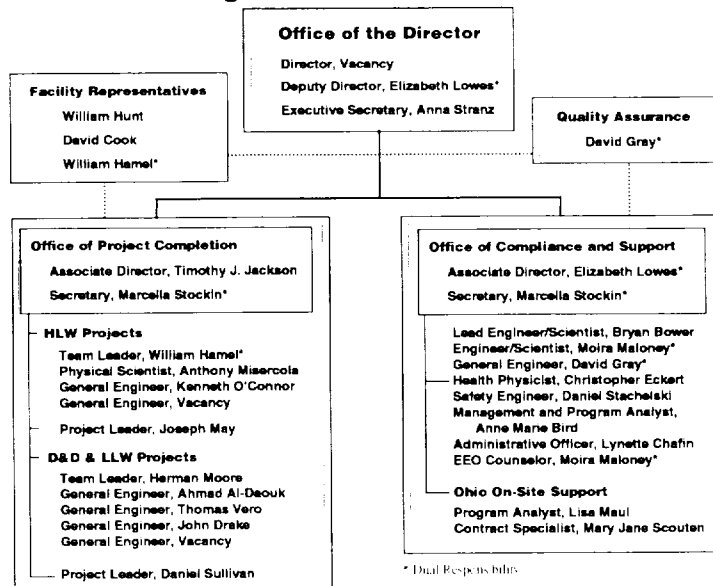 Office of the Director
Director, Vacancy
Deputy Director, Elizabeth Lowes*
Executive Secretary, Anna Stranz
Facility Representatives
William Hunt
David Cook
William Hamel*
Quality Assurance
David Gray*
Office of Project Completion
Associate Director, Timothy J. Jackson
Secretary, Marcella Stockin*
HLW Projects
Team Leader, William Hamel*
Physical Scientist, Anthony Misercola
General Engineer, Kenneth O'Connor
General Engineer, Vacancy
Project Leader, Joseph May
D&D & LLW Projects
Team Leader, Herman Moore
General Engineer, Ahmad Al-Daouk
General Engineer, Thomas Vero
General Engineer, John Drake
General Engineer, Vacancy
Project Leader, Daniel Sullivan
Office of Compliance and Support
Associate Director, Elizabeth Lowes*
Secretary, Marcella Stockin*
Lead Engineer/Scientist, Bryan Bower
Engineer/Scientist, Moira Maloney*
General Engineer, David Gray*
Health Physicist, Christopher Eckert
Safety Engineer, Daniel Stachelski
Management and Program Analyst,
Anne Marie Bird
Administrative Officer, Lynette Chafin
EEO Counselor, Moira Maloney*
Ohio On-Site Support
Program Analyst, Lisa Maul
Contract Specialist, Mary Jane Scouten
* Dual Responsibility